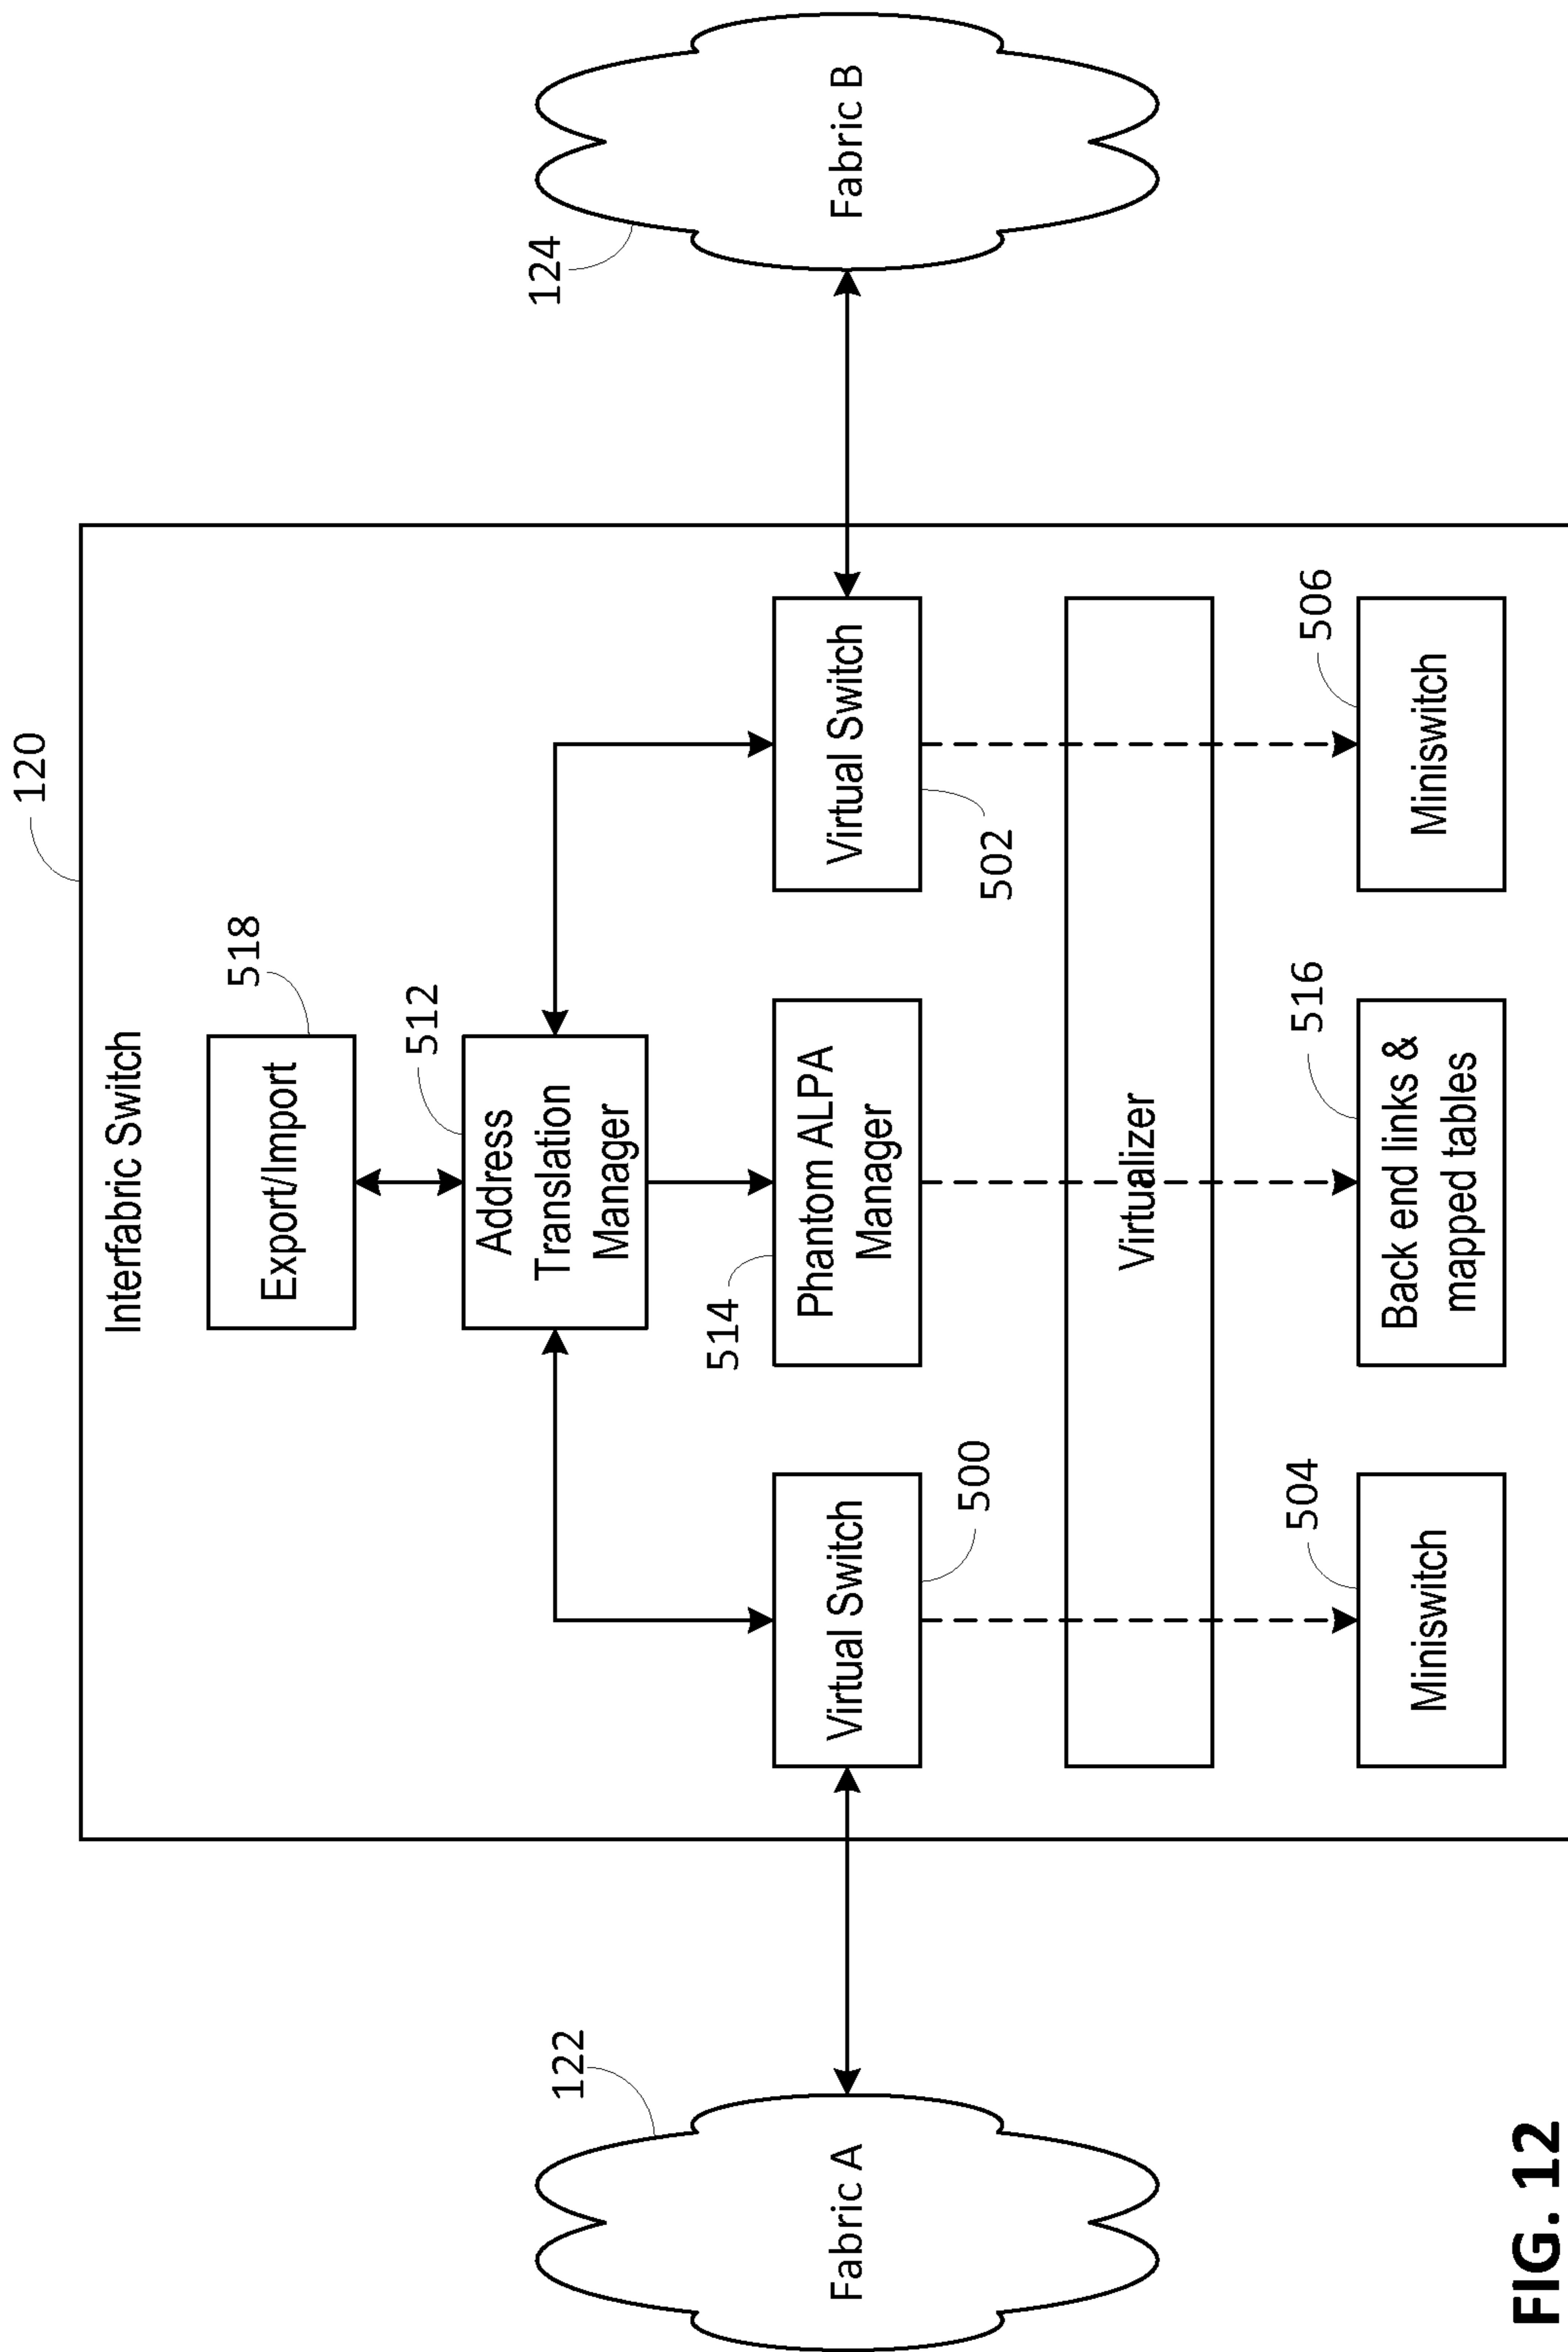 120
Interfabric Switch
518
Export/Import
512
Address
Translation
Manager
122
124
Fabric A
Virtual Switch
500
514
Phantom ALPA
Manager
Virtual Switch
502
Fabric B
Virtualizer
504
Miniswitch
516
Back end links &
mapped tables
506
Miniswitch
FIG. 12